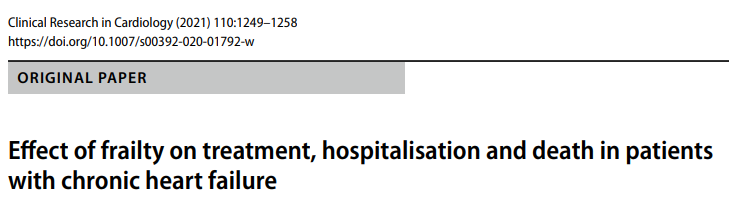 Clinical Research in Cardiology (2021) 110:1249–1258
https://doi.org/10.1007/s00392-020-01792-w
ORIGINAL PAPER
Effect of frailty on treatment, hospitalisation and death in patients
with chronic heart failure